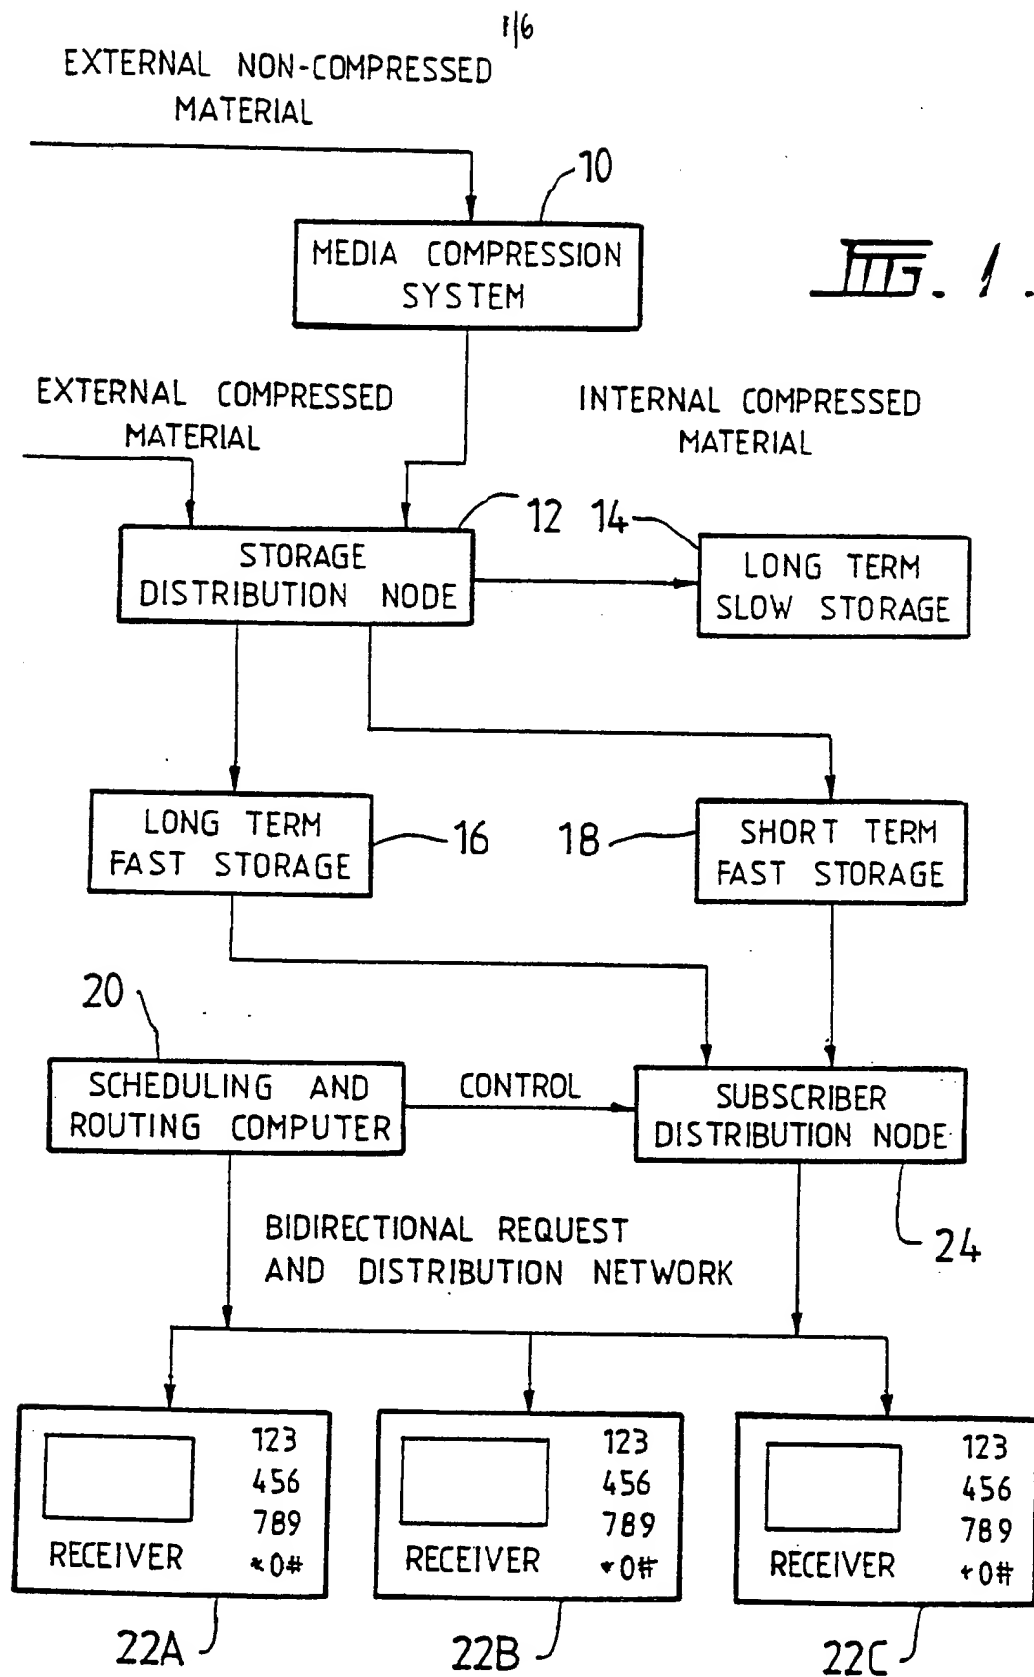 1/6
EXTERNAL NON-COMPRESSED
MATERIAL
10
MEDIA COMPRESSION
SYSTEM
FIG. 1.
EXTERNAL COMPRESSED
MATERIAL
INTERNAL COMPRESSED
MATERIAL
12
14
STORAGE
DISTRIBUTION NODE
LONG TERM
SLOW STORAGE
LONG TERM
FAST STORAGE
16
18
SHORT TERM
FAST STORAGE
20
SCHEDULING AND
ROUTING COMPUTER
CONTROL
SUBSCRIBER
DISTRIBUTION NODE
24
BIDIRECTIONAL REQUEST
AND DISTRIBUTION NETWORK
123
456
789
*0#
RECEIVER
22A
123
456
789
*0#
RECEIVER
22B
123
456
789
*0#
RECEIVER
22C